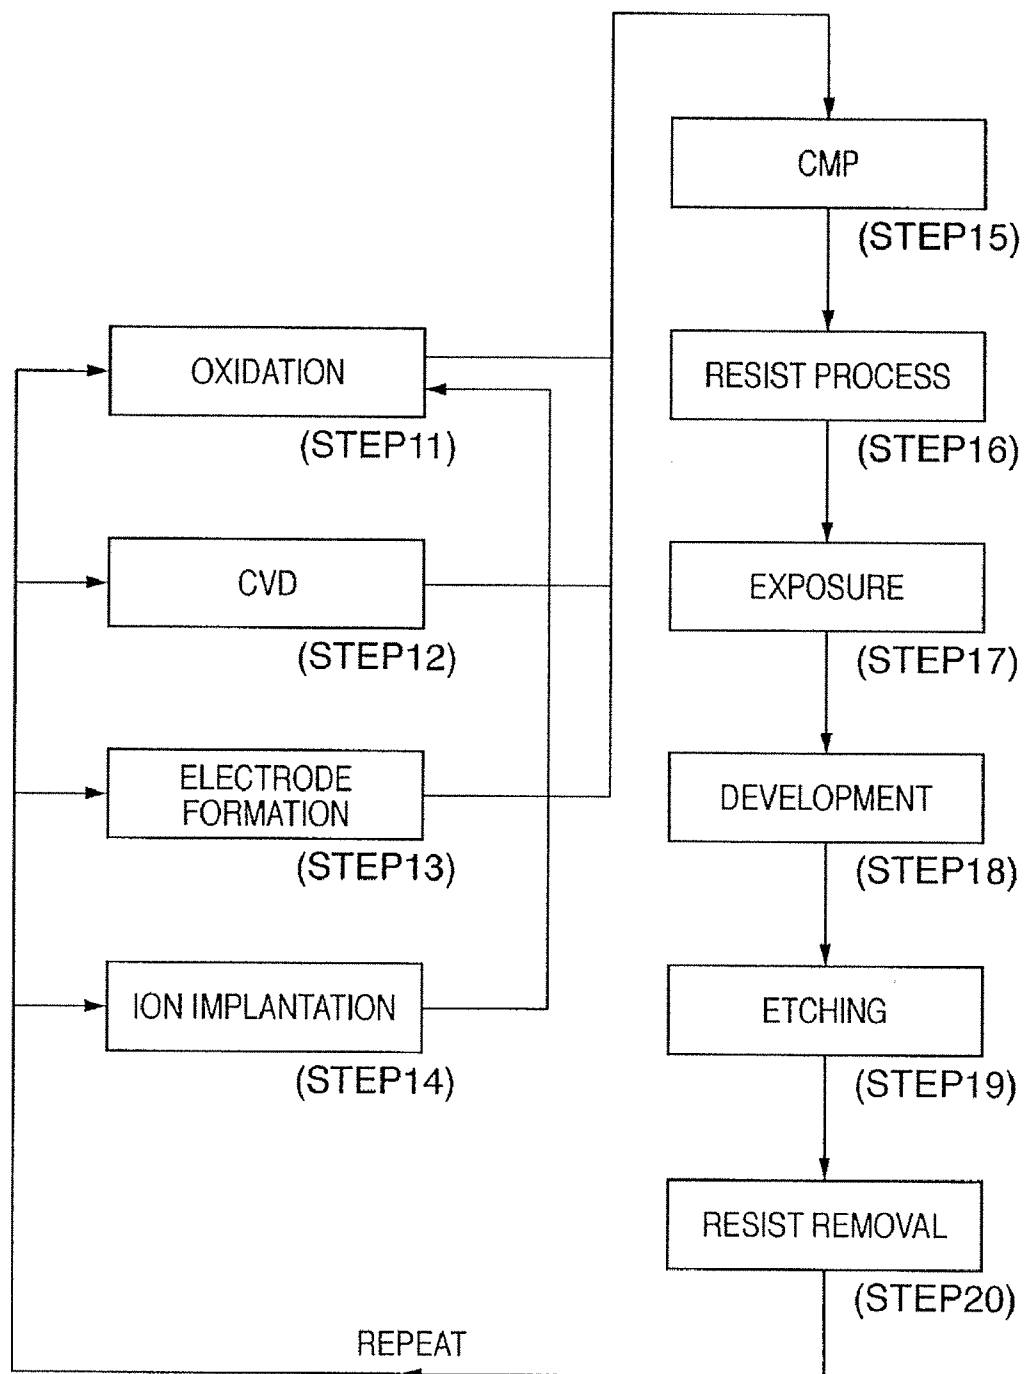 OXIDATION
(STEP11)
CVD
(STEP12)
ELECTRODE
FORMATION
(STEP13)
ION IMPLANTATION
(STEP14)
CMP
(STEP15)
RESIST PROCESS
(STEP16)
EXPOSURE
(STEP17)
DEVELOPMENT
(STEP18)
ETCHING
(STEP19)
RESIST REMOVAL
(STEP20)
REPEAT